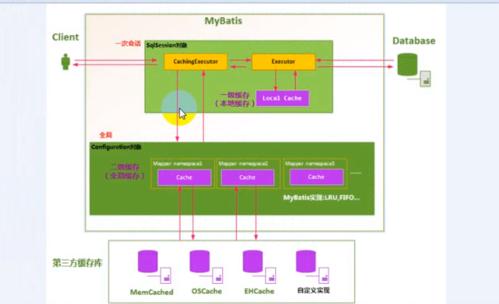 MyBatis
Client
一次会话
SqlSession对象
Database
CachingExecutor
Executor
一级缓存
（本地缓存）
Local Cache
全局
Configuration对象
二级缓存
（全局缓存）
Mapper namespace1
Mapper namespace2
Mapper namespace3
Cache
Cache
Cache
......
MyBatis实现:LRU,FIFO...
第三方缓存库
MemCached
OSCache
EHCache
自定义实现